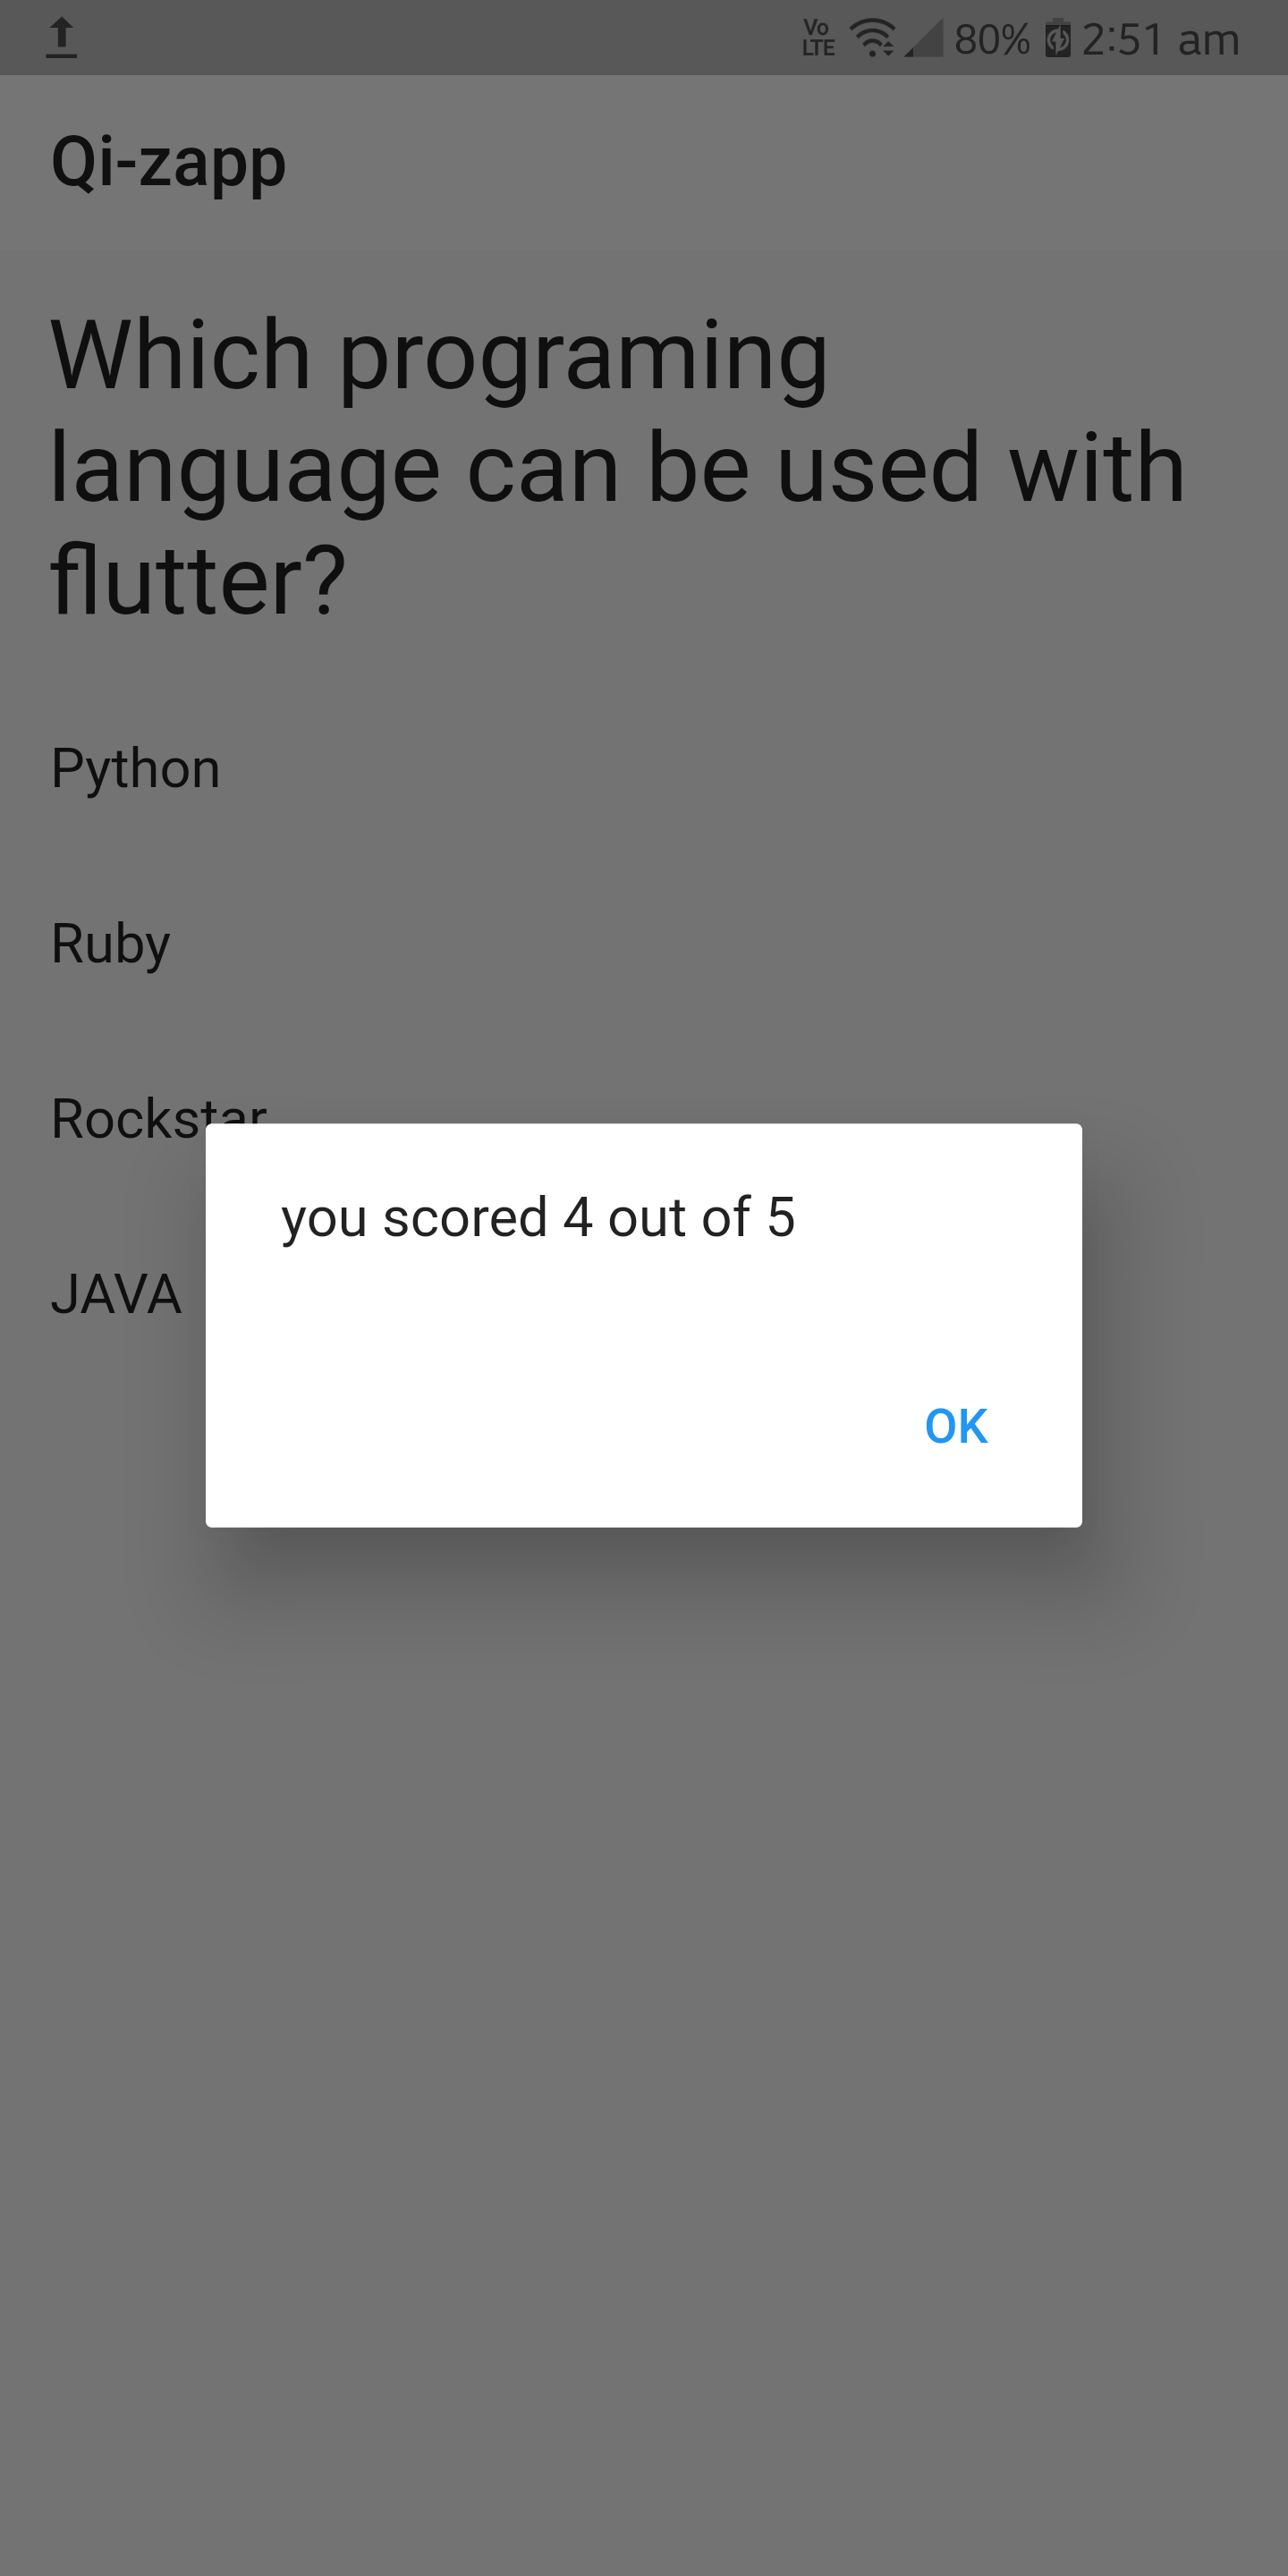 Vo
LTE
80%
2:51 am
Qi-zapp
Which programing
language can be used with
flutter?
Python
Ruby
Rockstar
you scored 4 out of 5
JAVA
OK